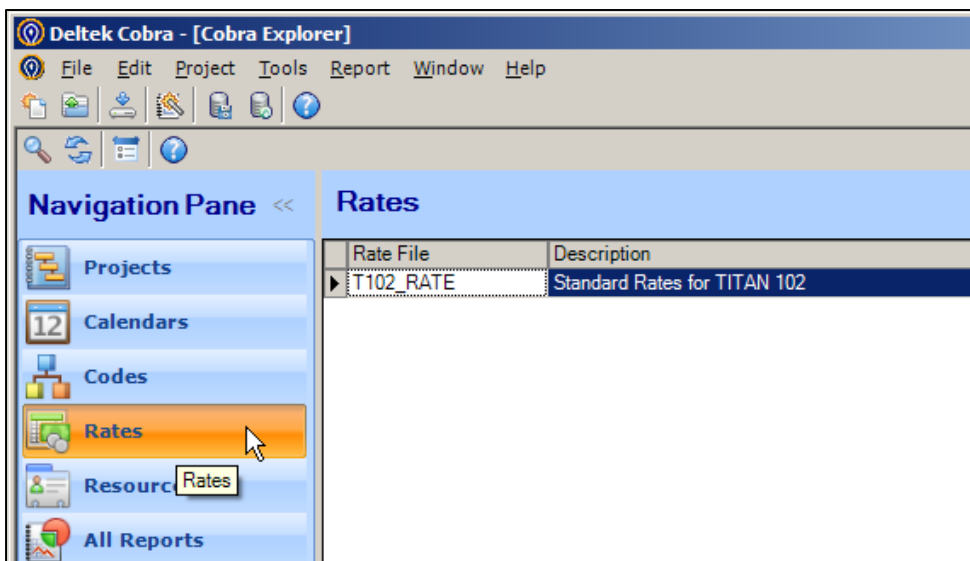 Deltek Cobra - [Cobra Explorer]
File Edit Project Tools Report Window Help
Navigation Pane <<
Rates
Projects
12
Calendars
Codes
Rates
Resourc
Rates
All Reports
Rate File Description
T102_RATE Standard Rates for TITAN 102